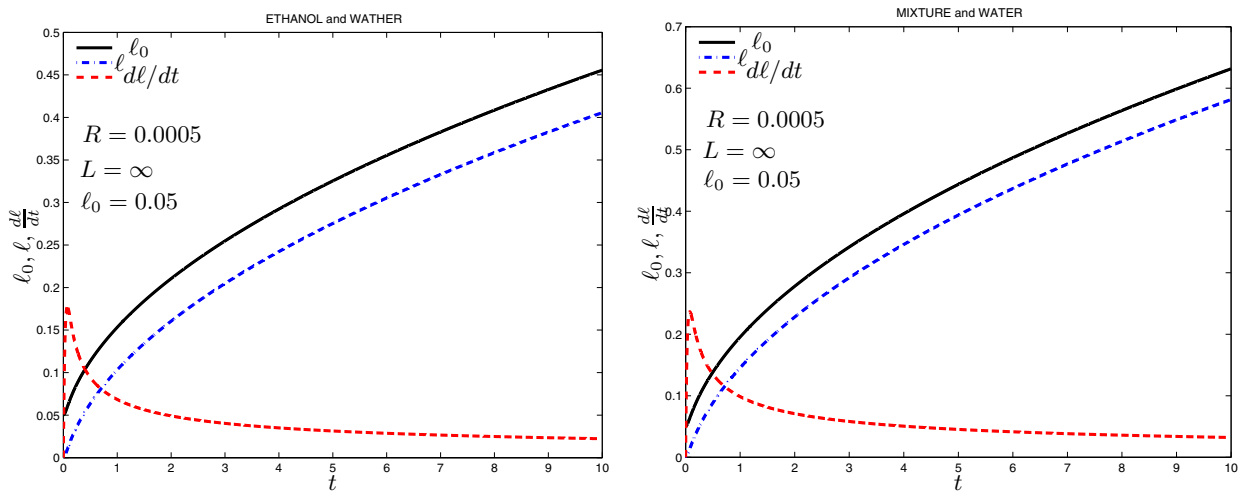 ETHANOL and WATHER
0.5
0.45
0.4
0.35
0.3
0.25
0.2
0.15
0.1
0.05
0
ℓ₀, ℓ, dℓ/dt
ℓ₀
ℓ
dℓ/dt
R = 0.0005
L = ∞
ℓ₀ = 0.05
0 1 2 3 4 5 6 7 8 9 10
t
MIXTURE and WATER
0.7
0.6
0.5
0.4
0.3
0.2
0.1
0
ℓ₀, ℓ, dℓ/dt
ℓ₀
ℓ
dℓ/dt
R = 0.0005
L = ∞
ℓ₀ = 0.05
0 1 2 3 4 5 6 7 8 9 10
t